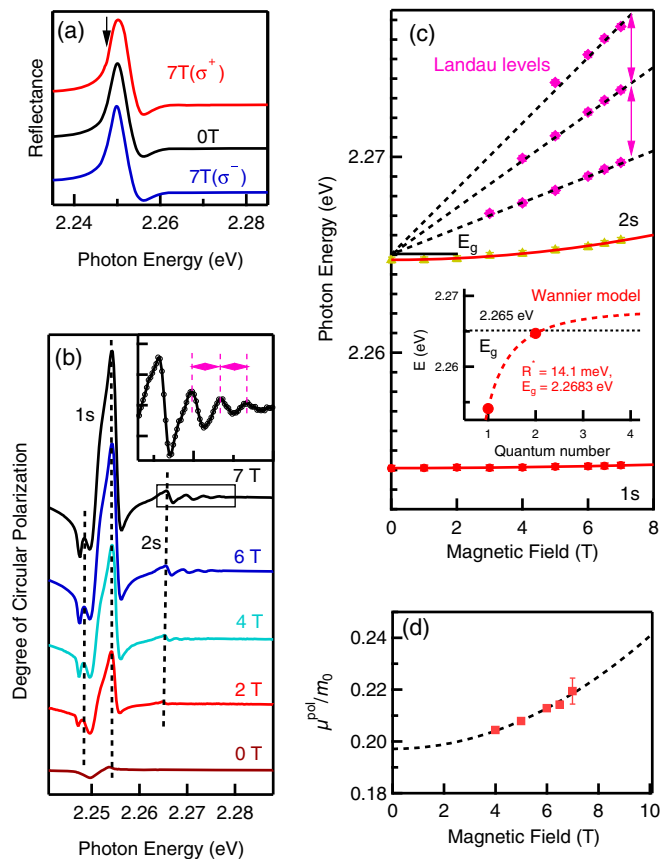 (a)
Reflectance
7T(σ⁺)
0T
7T(σ⁻)
2.24 2.26 2.28
Photon Energy (eV)
(b)
Degree of Circular Polarization
1s
2s
7 T
6 T
4 T
2 T
0 T
2.25 2.26 2.27 2.28
Photon Energy (eV)
(c)
Photon Energy (eV)
Landau levels
2.27
2.26
2s
E_g
E (eV)
2.27
2.26
Wannier model
2.265 eV
E_g
R* = 14.1 meV,
E_g = 2.2683 eV
1 2 3 4
Quantum number
1s
0 2 4 6 8
Magnetic Field (T)
(d)
μ^pol/m₀
0.24
0.22
0.20
0.18
0 2 4 6 8 10
Magnetic Field (T)